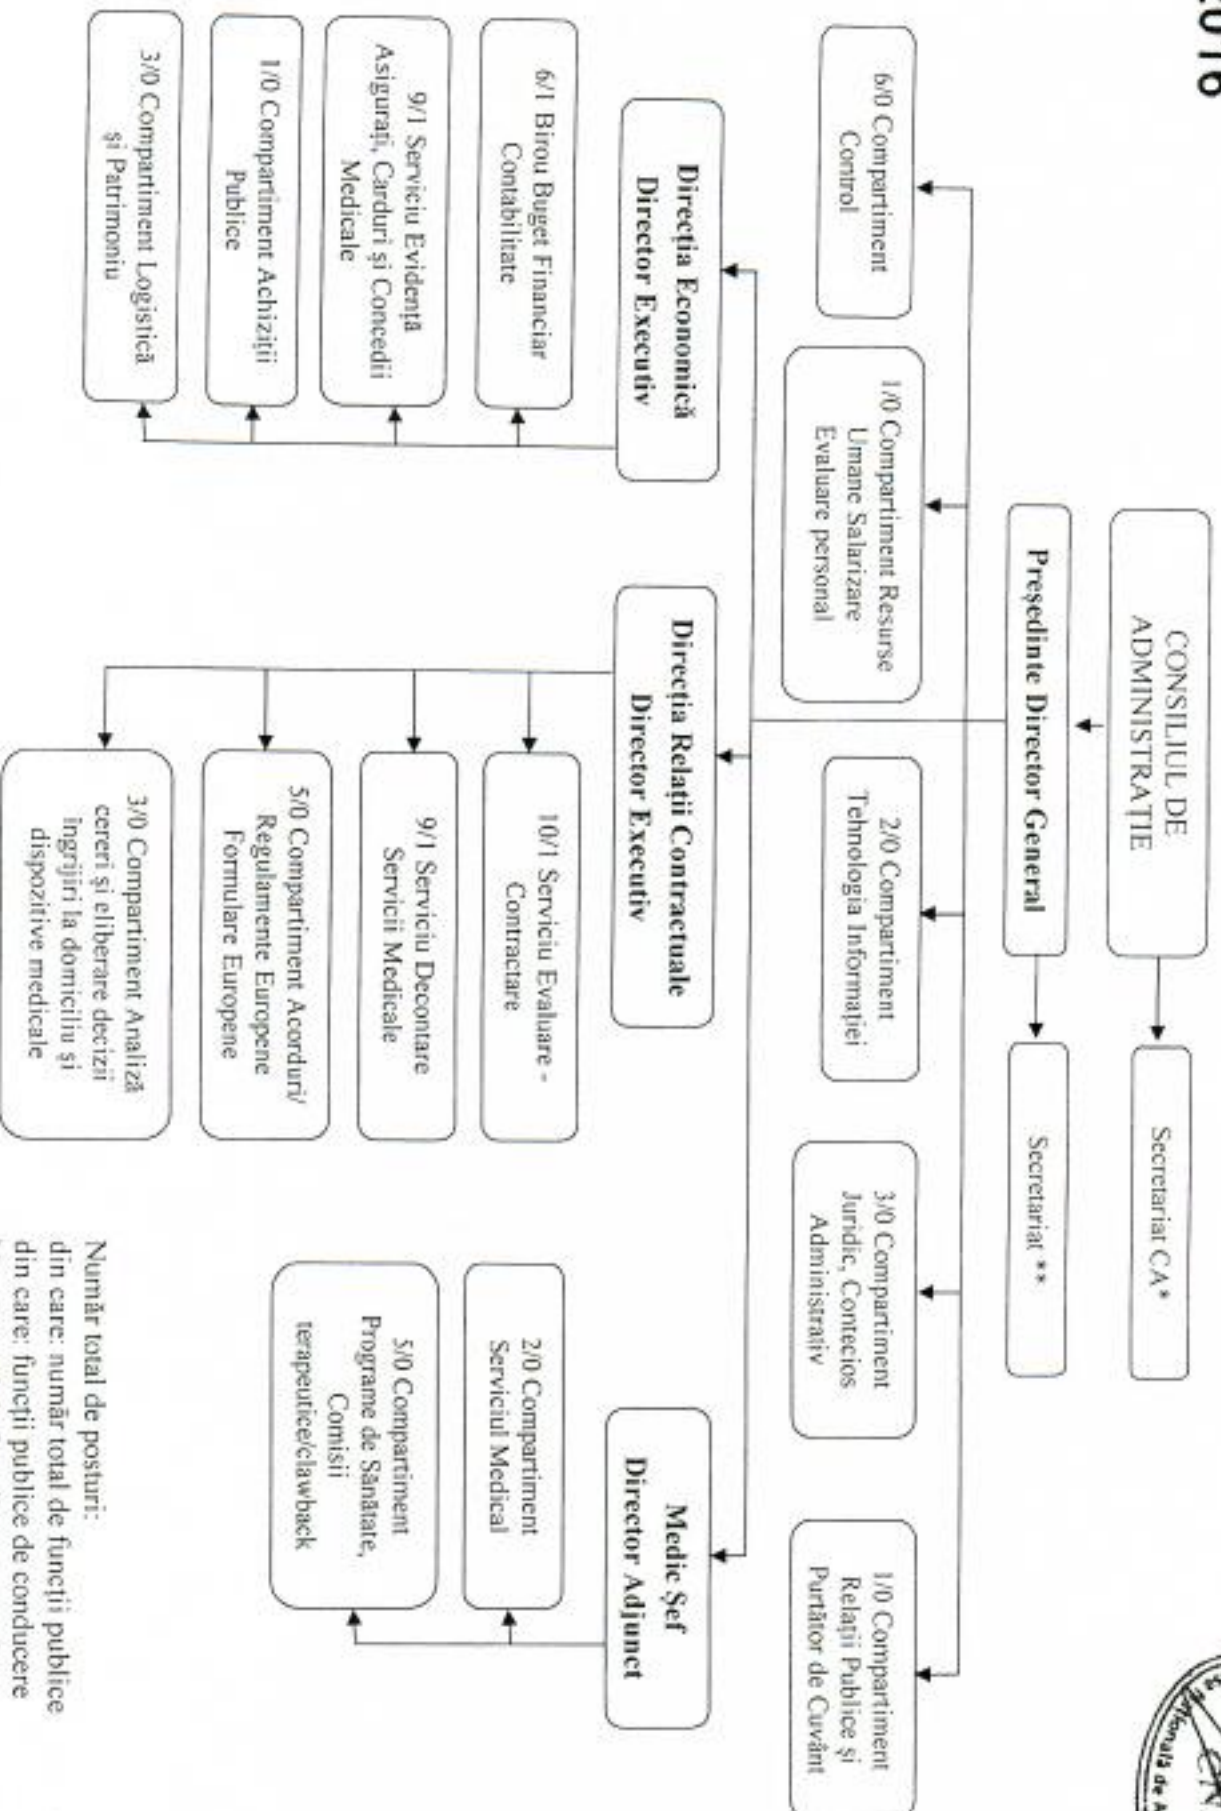 2016
CONSILIUL DE
ADMINISTRAȚIE
Secretariat CA*
Președinte Director General
Secretariat **
6/0 Compartiment
Control
1/0 Compartiment Resurse
Umane Salarizare
Evaluare personal
2/0 Compartiment
Tehnologia Informației
3/0 Compartiment
Juridic, Contecios
Administrativ
1/0 Compartiment
Relații Publice și
Purtător de Cuvânt
Direcția Economică
Director Executiv
Direcția Relații Contractuale
Director Executiv
Medic Șef
Director Adjunct
6/1 Birou Buget Financiar
Contabilitate
9/1 Serviciu Evidență
Asigurați, Carduri și Concedii
Medicale
1/0 Compartiment Achiziții
Publice
3/0 Compartiment Logistică
și Patrimoniu
10/1 Serviciu Evaluare -
Contractare
9/1 Serviciu Decontare
Servicii Medicale
5/0 Compartiment Acorduri/
Regulamente Europene
Formulare Europene
3/0 Compartiment Analiză
cereri și eliberare decizii
îngrijiri la domiciliu și
dispozitive medicale
2/0 Compartiment
Serviciul Medical
5/0 Compartiment
Programe de Sănătate,
Comisii
terapeutice/clawback
Număr total de posturi:
din care: număr total de funcții publice
din care: funcții publice de conducere